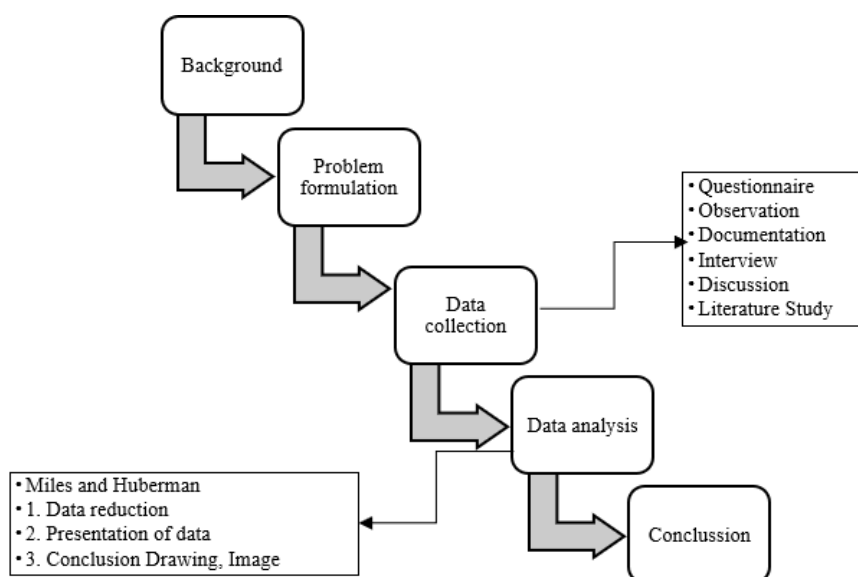 Background
Problem
formulation
• Questionnaire
• Observation
• Documentation
• Interview
• Discussion
• Literature Study
Data
collection
Data analysis
• Miles and Huberman
• 1. Data reduction
• 2. Presentation of data
• 3. Conclusion Drawing, Image
Conclussion